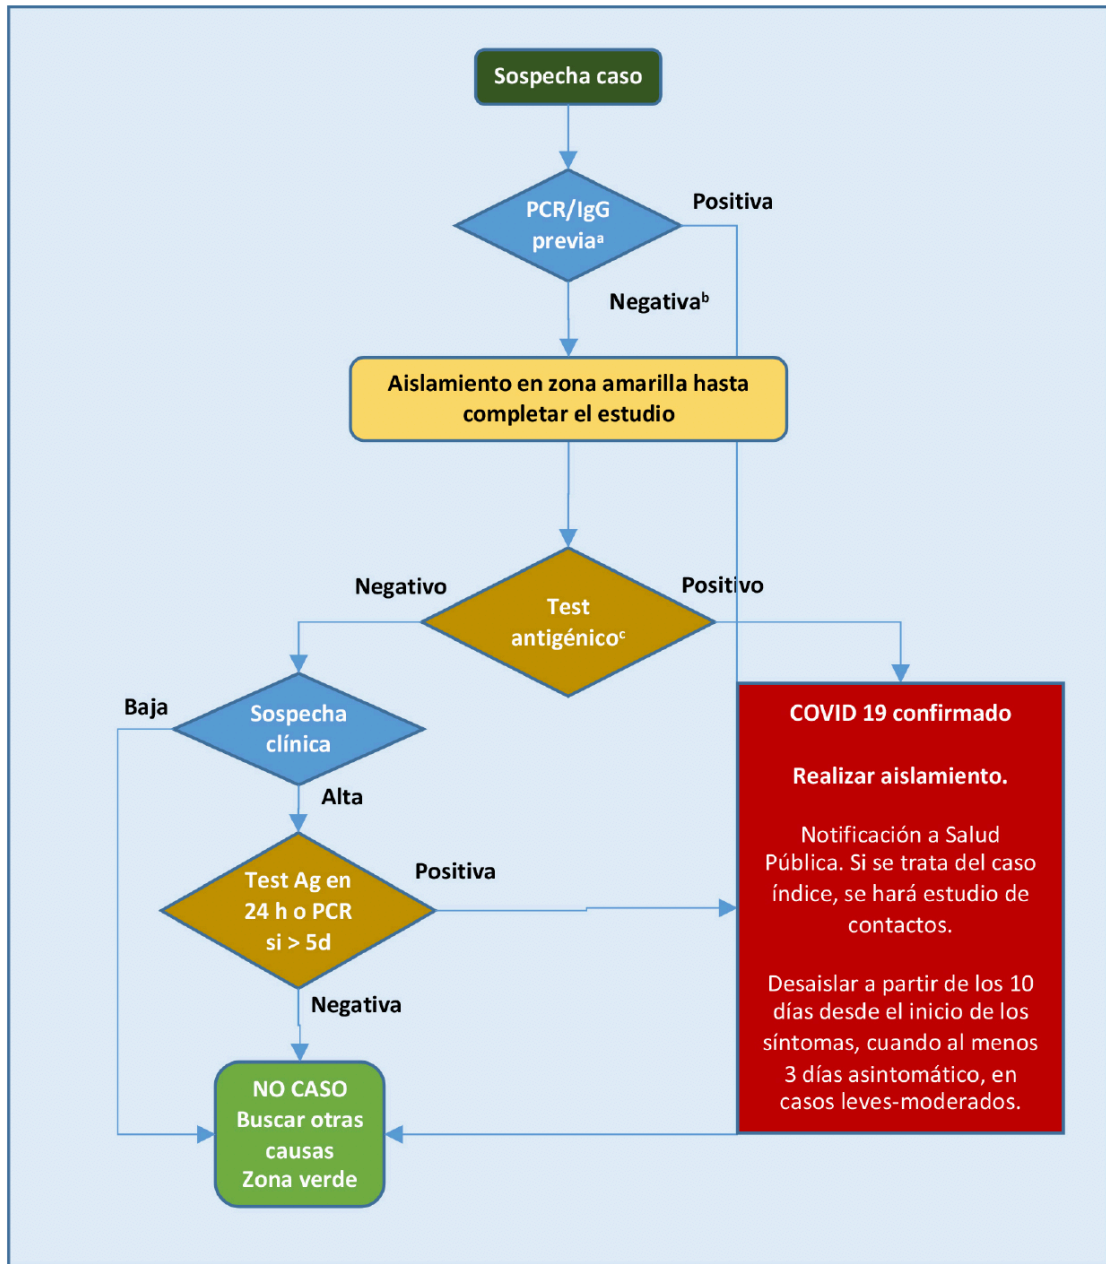 Sospecha caso
PCR/IgG
previaᵃ
Positiva
Negativaᵇ
Aislamiento en zona amarilla hasta
completar el estudio
Negativo
Positivo
Test
antigénicoᶜ
Baja
Sospecha
clínica
Alta
Test Ag en
24 h o PCR
si > 5d
Positiva
Negativa
NO CASO
Buscar otras
causas
Zona verde
COVID 19 confirmado
Realizar aislamiento.
Notificación a Salud
Pública. Si se trata del caso
índice, se hará estudio de
contactos.
Desaislar a partir de los 10
días desde el inicio de los
síntomas, cuando al menos
3 días asintomático, en
casos leves-moderados.